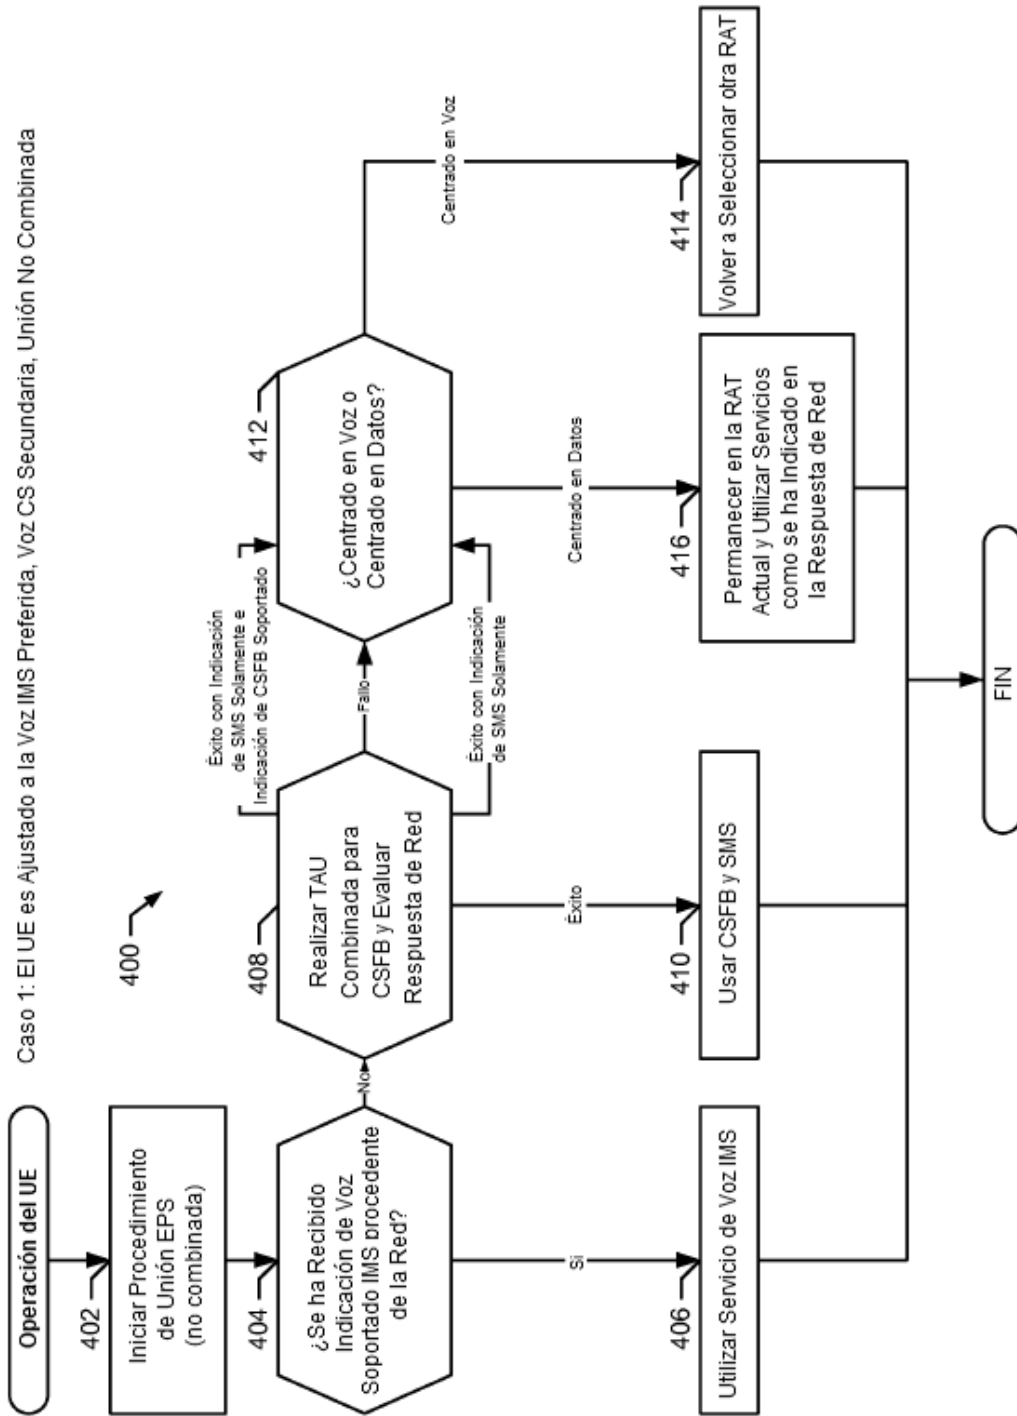 Caso 1: El UE es Ajustado a la Voz IMS Preferida, Voz CS Secundaria, Unión No Combinada
Operación del UE
400
402
Iniciar Procedimiento
de Unión EPS
(no combinada)
404
¿Se ha Recibido
Indicación de Voz
Soportado IMS procedente
de la Red?
No
Si
406
Utilizar Servicio de Voz IMS
408
Realizar TAU
Combinada para
CSFB y Evaluar
Respuesta de Red
Éxito con Indicación
de SMS Solamente e
Indicación de CSFB Soportado
Fallo
Éxito con Indicación
de SMS Solamente
Éxito
410
Usar CSFB y SMS
412
¿Centrado en Voz o
Centrado en Datos?
Centrado en Voz
Centrado en Datos
416
Permanecer en la RAT
Actual y Utilizar Servicios
como se ha Indicado en
la Respuesta de Red
414
Volver a Seleccionar otra RAT
FIN